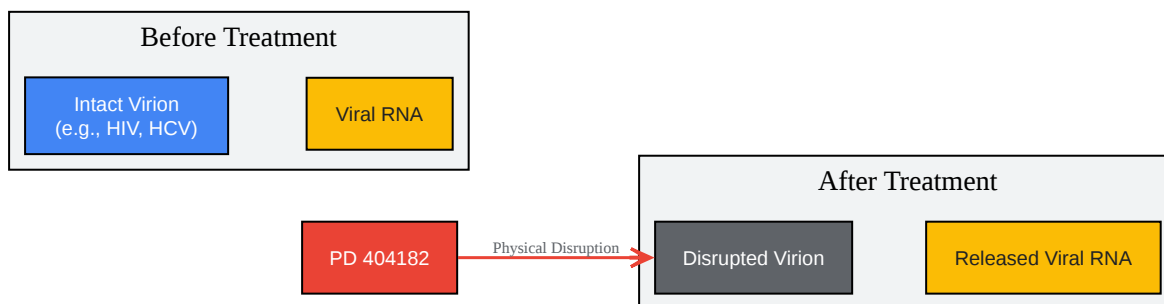 Before Treatment
Intact Virion
(e.g., HIV, HCV)
Viral RNA
After Treatment
PD 404182
Physical Disruption
Disrupted Virion
Released Viral RNA